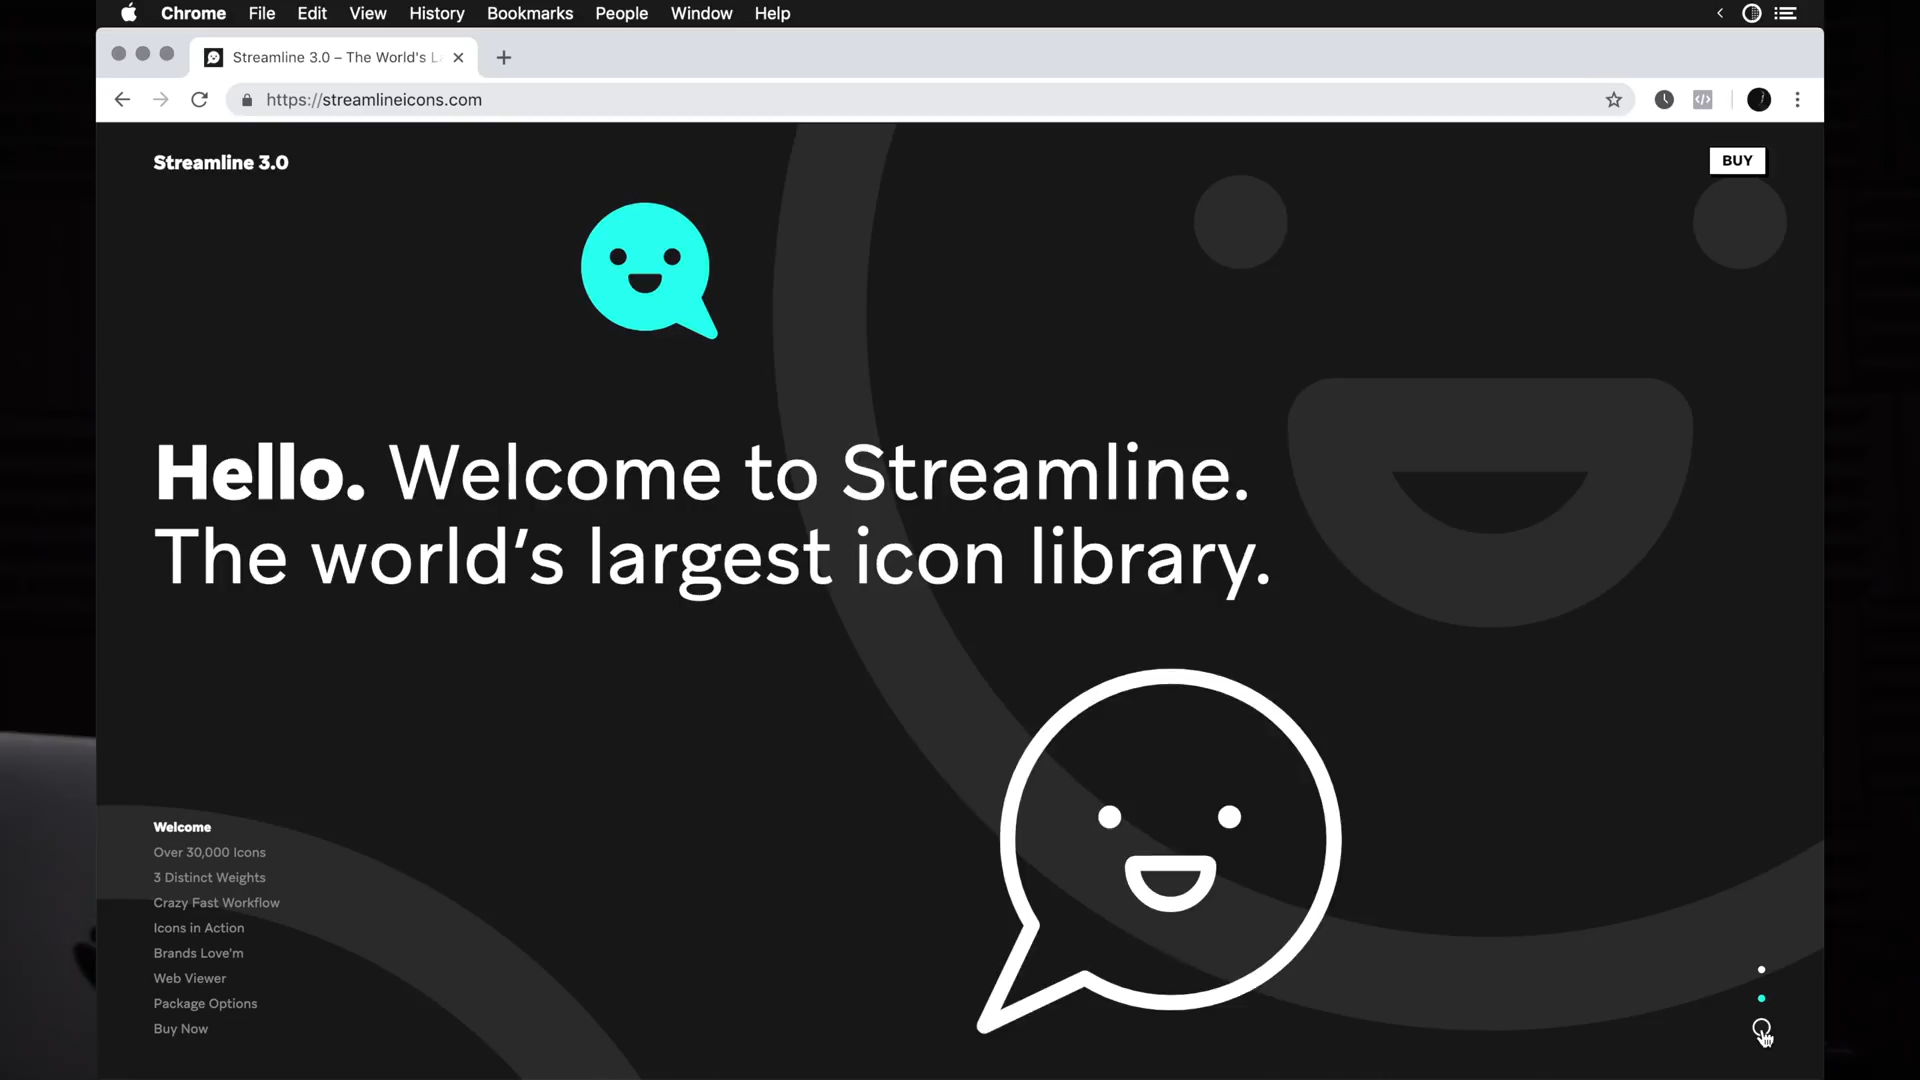 Chrome File Edit View History Bookmarks People Window Help
Streamline 3.0 – The World's L
https://streamlineicons.com
Streamline 3.0
BUY
Hello. Welcome to Streamline.
The world’s largest icon library.
Welcome
Over 30,000 Icons
3 Distinct Weights
Crazy Fast Workflow
Icons in Action
Brands Love'm
Web Viewer
Package Options
Buy Now